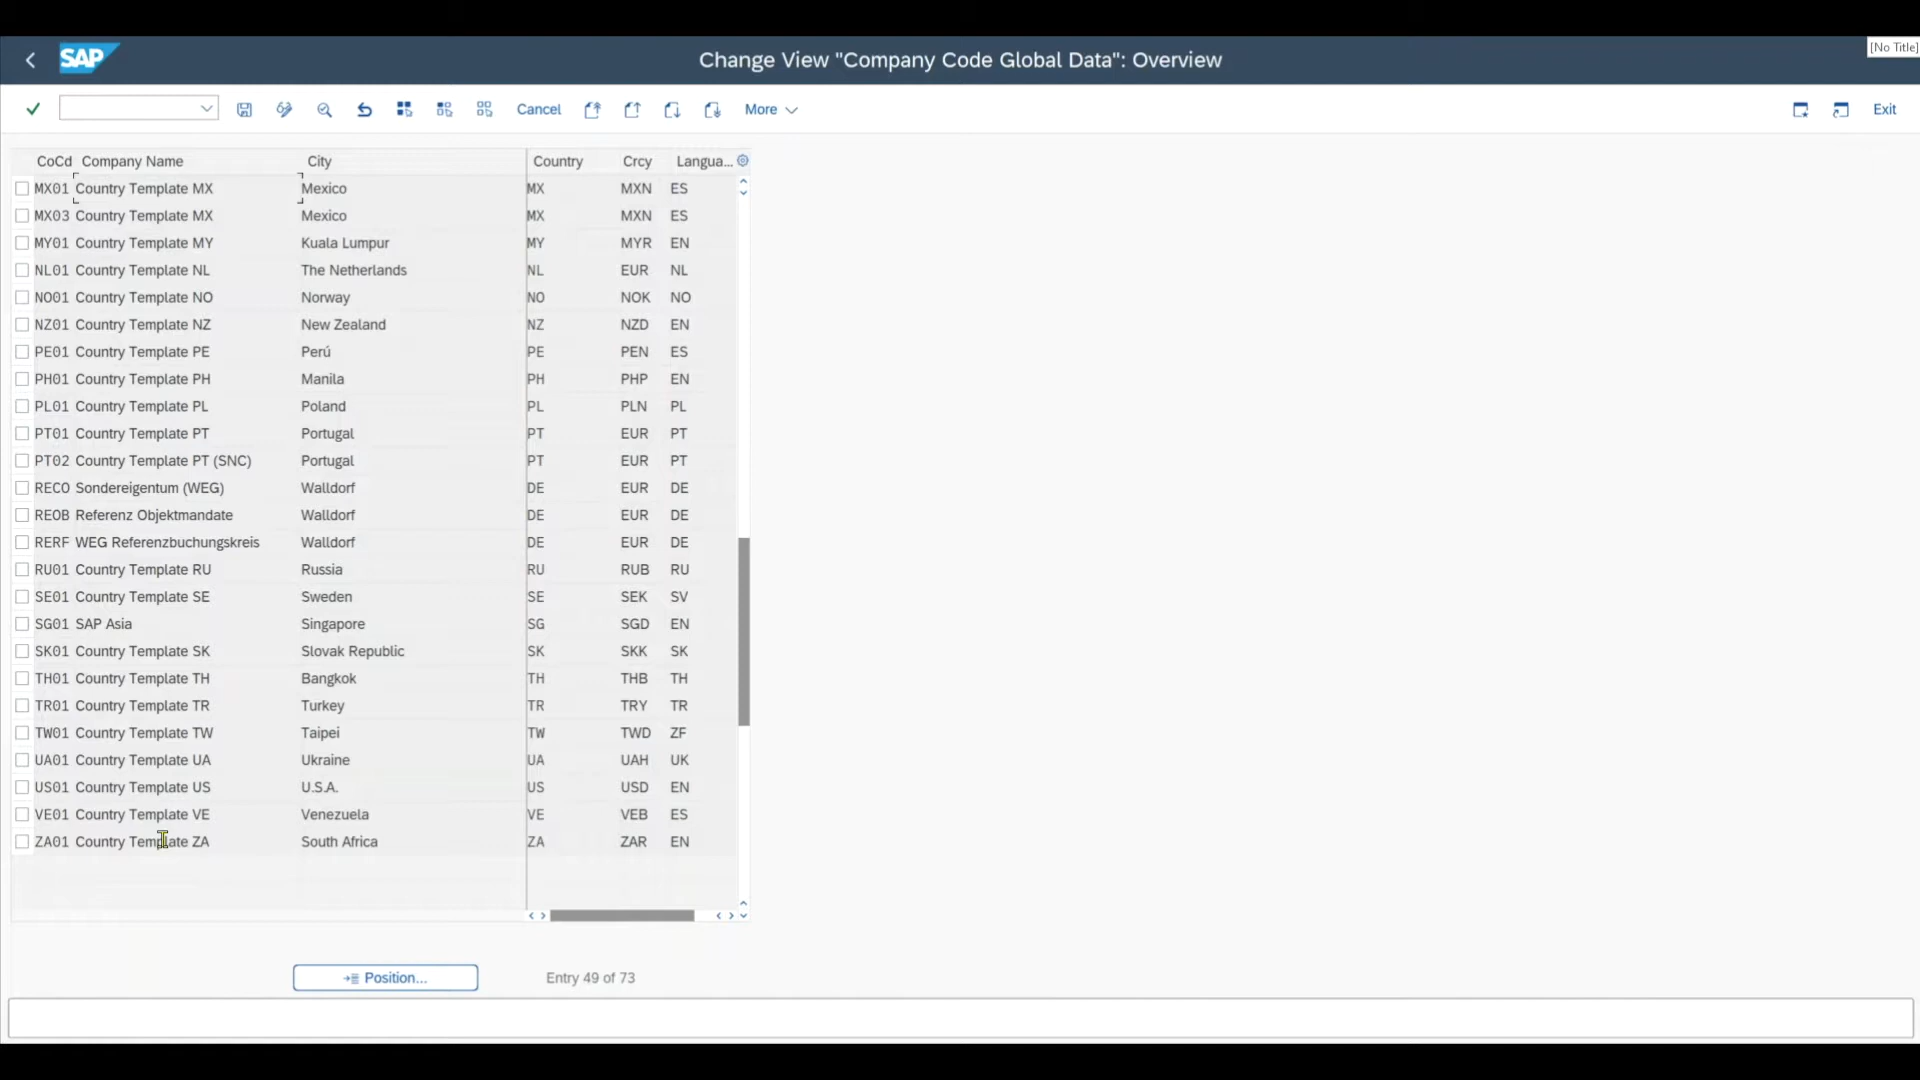 [No Title]
SAP Change View "Company Code Global Data": Overview
Cancel More Exit
CoCd Company Name City Country Crcy Langua...
MX01 Country Template MX Mexico MX MXN ES
MX03 Country Template MX Mexico MX MXN ES
MY01 Country Template MY Kuala Lumpur MY MYR EN
NL01 Country Template NL The Netherlands NL EUR NL
NO01 Country Template NO Norway NO NOK NO
NZ01 Country Template NZ New Zealand NZ NZD EN
PE01 Country Template PE Perú PE PEN ES
PH01 Country Template PH Manila PH PHP EN
PL01 Country Template PL Poland PL PLN PL
PT01 Country Template PT Portugal PT EUR PT
PT02 Country Template PT (SNC) Portugal PT EUR PT
RECO Sondereigentum (WEG) Walldorf DE EUR DE
REOB Referenz Objektmandate Walldorf DE EUR DE
RERF WEG Referenzbuchungskreis Walldorf DE EUR DE
RU01 Country Template RU Russia RU RUB RU
SE01 Country Template SE Sweden SE SEK SV
SG01 SAP Asia Singapore SG SGD EN
SK01 Country Template SK Slovak Republic SK SKK SK
TH01 Country Template TH Bangkok TH THB TH
TR01 Country Template TR Turkey TR TRY TR
TW01 Country Template TW Taipei TW TWD ZF
UA01 Country Template UA Ukraine UA UAH UK
US01 Country Template US U.S.A. US USD EN
VE01 Country Template VE Venezuela VE VEB ES
ZA01 Country Template ZA South Africa ZA ZAR EN
Position... Entry 49 of 73